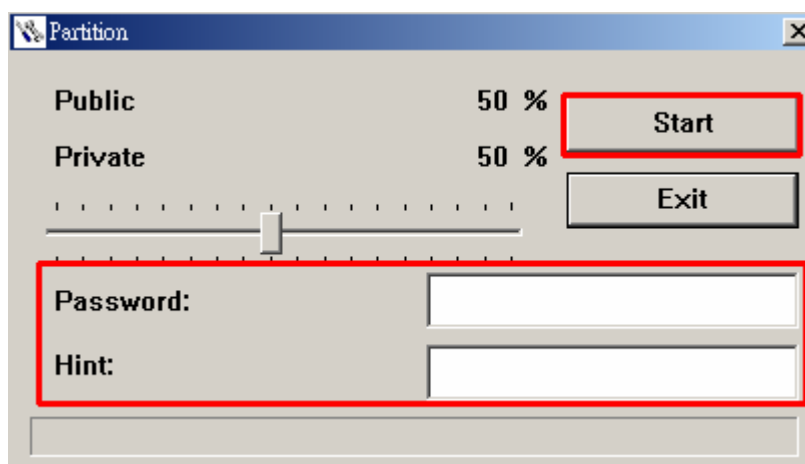 Partition
Public 50 %
Start
Private 50 %
Exit
Password:
Hint: